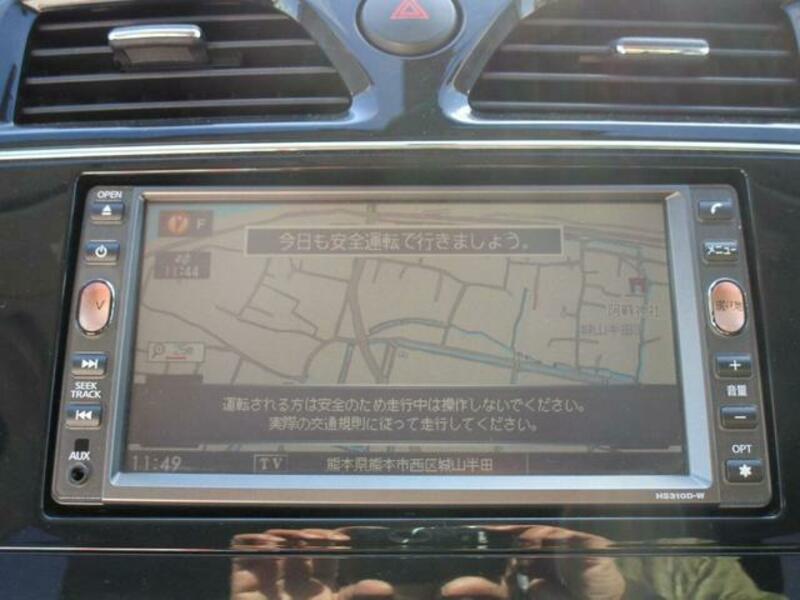 OPEN
F
今日も安全運転で行きましょう。
メニュー
11:44
V
SEEK
TRACK
音量
運転される方は安全のため走行中は操作しないでください。
実際の交通規則に従って走行してください。
AUX
OPT
11:49 TV 熊本県熊本市西区城山半田
HS310D-W